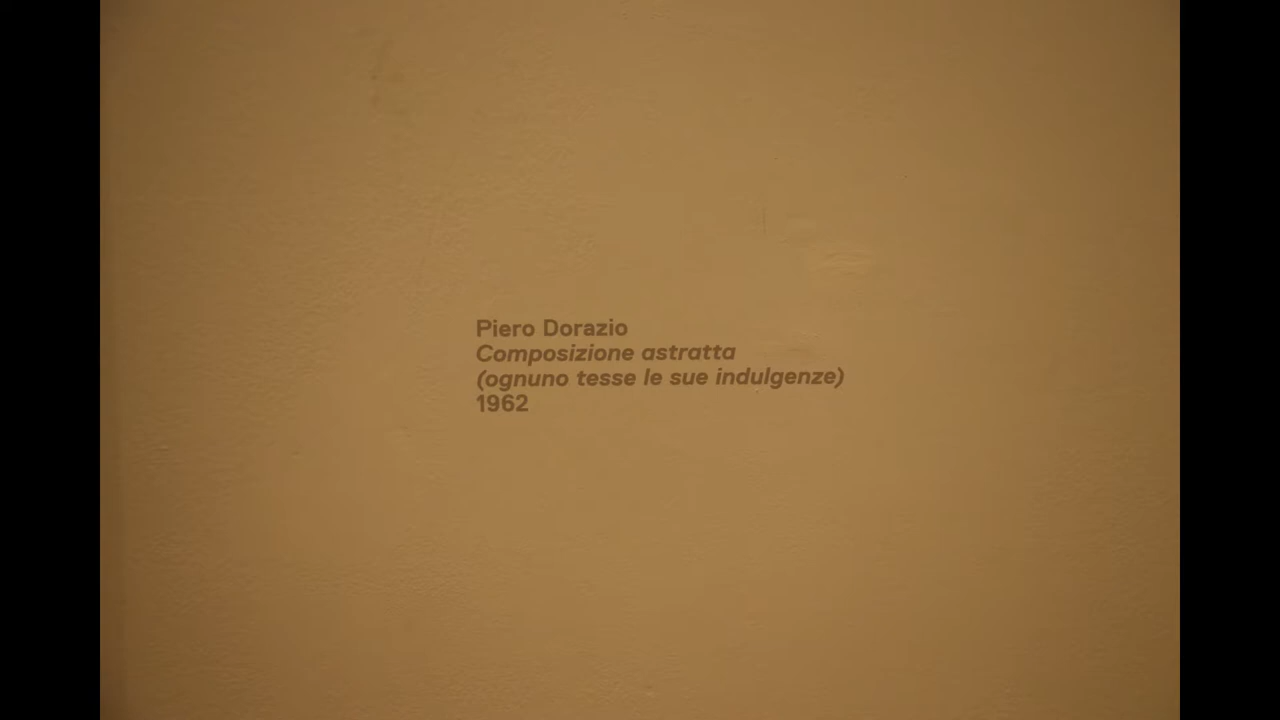 Piero Dorazio
Composizione astratta
(ognuno tesse le sue indulgenze)
1962